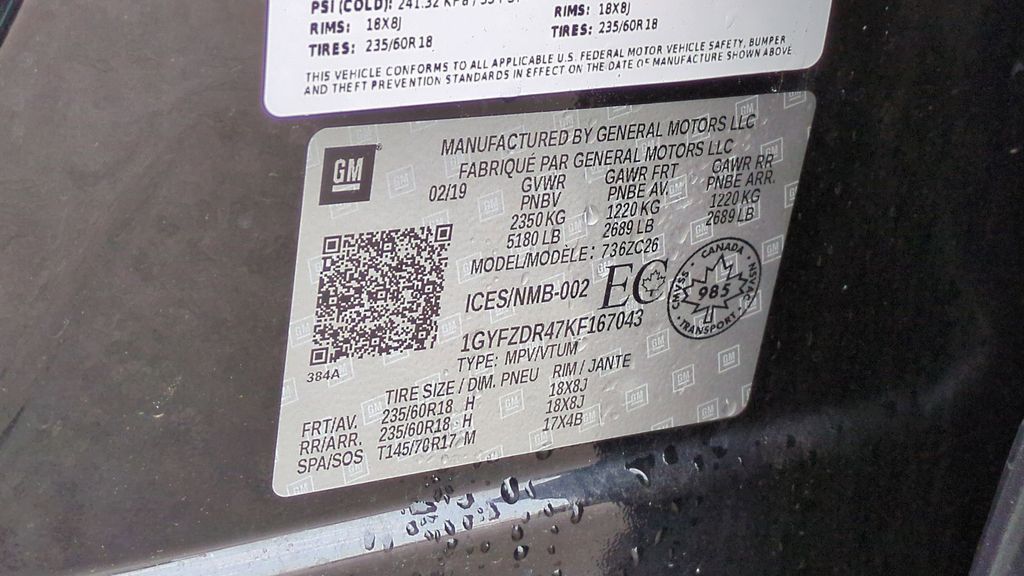 PSI (COLD): 241.32 KPa / 35 PSI
RIMS: 18X8J
RIMS: 18X8J
TIRES: 235/60R18
TIRES: 235/60R18
THIS VEHICLE CONFORMS TO ALL APPLICABLE U.S. FEDERAL MOTOR VEHICLE SAFETY, BUMPER
AND THEFT PREVENTION STANDARDS IN EFFECT ON THE DATE OF MANUFACTURE SHOWN ABOVE
GM
MANUFACTURED BY GENERAL MOTORS LLC
FABRIQUÉ PAR GENERAL MOTORS LLC
02/19 GVWR GAWR FRT GAWR RR
PNBV PNBE AV. PNBE ARR.
2350 KG 1220 KG 1220 KG
5180 LB 2689 LB 2689 LB
MODEL/MODÈLE: 736ZC26
ICES/NMB-002 EC
CANADA
CMVSS 985 NSVAC
TRANSPORT
1GYFZDR47KF167043
TYPE: MPV/VTUM
384A
TIRE SIZE / DIM. PNEU RIM / JANTE
FRT/AV. 235/60R18 H 18X8J
RR/ARR. 235/60R18 H 18X8J
SPA/SOS T145/70R17 M 17X4B